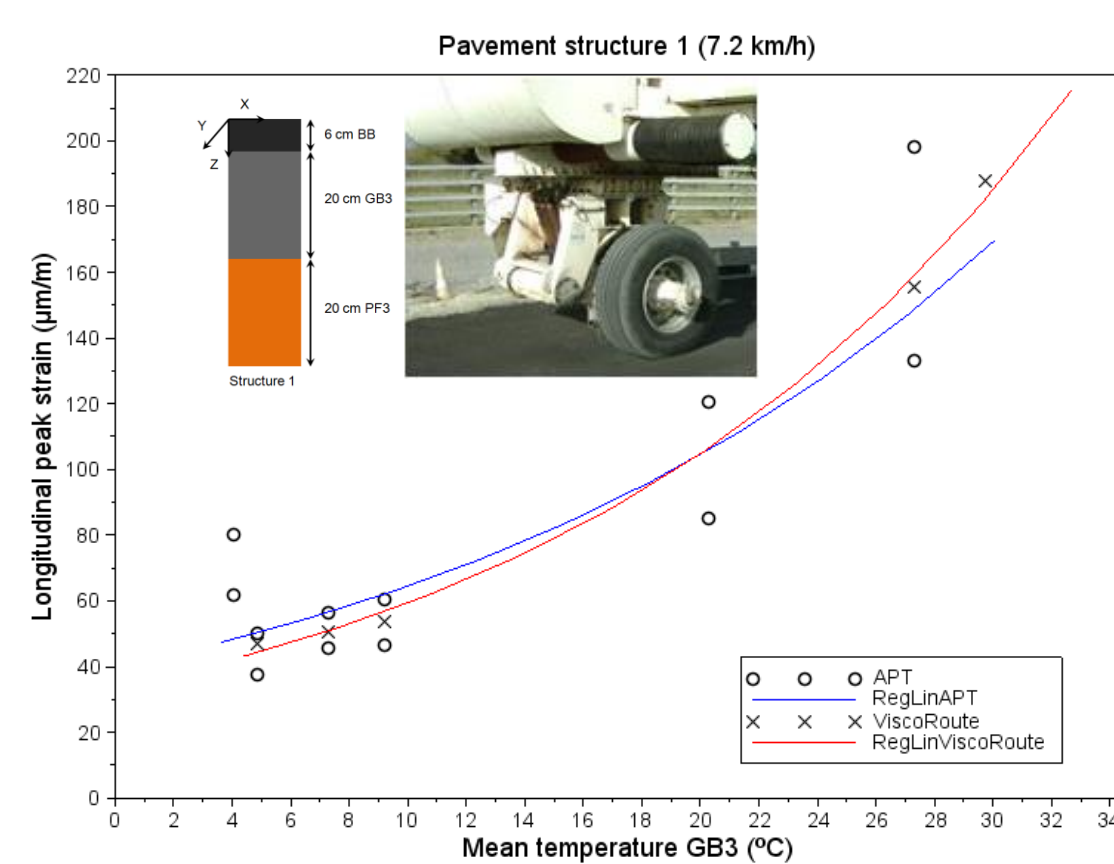 Pavement structure 1 (7.2 km/h)
220
200
180
160
140
120
100
80
60
40
20
0
Longitudinal peak strain (µm/m)
X
Y
Z
6 cm BB
20 cm GB3
20 cm PF3
Structure 1
APT
RegLinAPT
ViscoRoute
RegLinViscoRoute
0 2 4 6 8 10 12 14 16 18 20 22 24 26 28 30 32 34
Mean temperature GB3 (ºC)